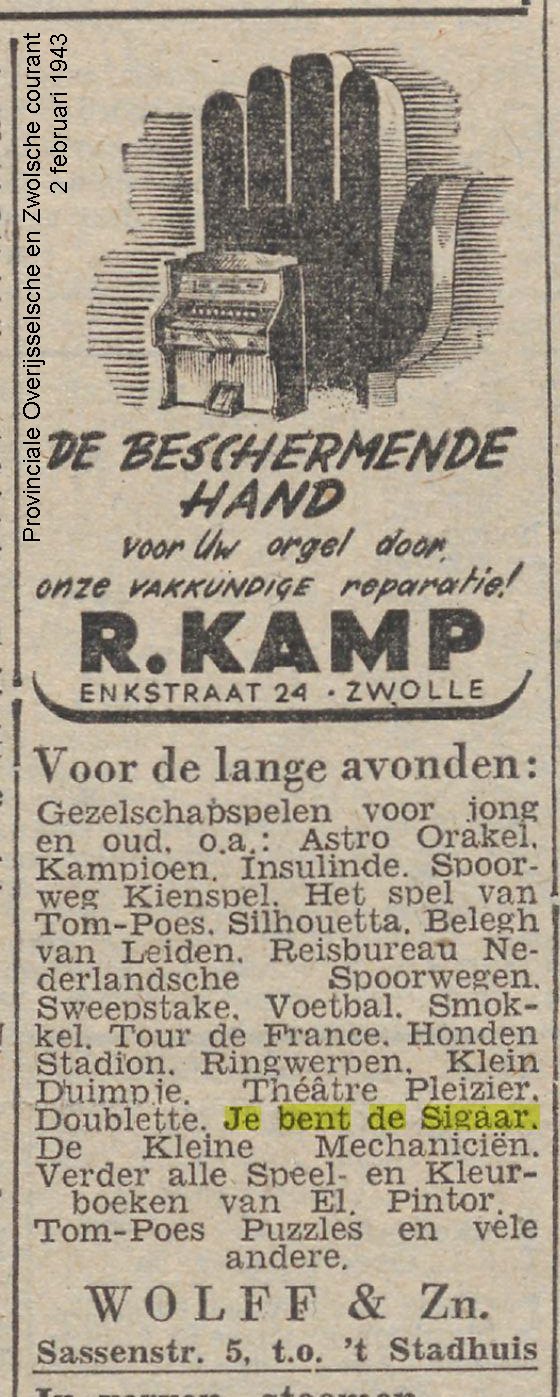 Provinciale Overijsselsche en Zwolsche courant
2 februari 1943
DE BESCHERMENDE
HAND
voor Uw orgel door
onze VAKKUNDIGE reparatie!
R. KAMP
ENKSTRAAT 24 · ZWOLLE
Voor de lange avonden:
Gezelschapspelen voor jong
en oud, o.a.: Astro Orakel,
Kampioen, Insulinde, Spoor-
weg Kienspel, Het spel van
Tom-Poes, Silhouetta, Belegh
van Leiden, Reisbureau Ne-
derlandsche Spoorwegen,
Sweepstake, Voetbal, Smok-
kel, Tour de France, Honden
Stadion, Ringwerpen, Klein
Duimpje, Théâtre Pleizier,
Doublette, Je bent de Sigaar,
De Kleine Mechaniciën.
Verder alle Speel- en Kleur-
boeken van El. Pintor,
Tom-Poes Puzzles en vele
andere.
WOLFF & Zn.
Sassenstr. 5, t.o. 't Stadhuis